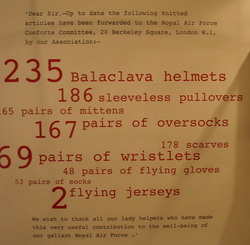 'Dear Sir,-Up to date the following knitted
articles have been forwarded to the Royal Air Force
Comforts Committee, 20 Berkeley Square, London W.1,
by our Association:-
235 Balaclava helmets
186 sleeveless pullovers
165 pairs of mittens
167 pairs of oversocks
178 scarves
69 pairs of wristlets
48 pairs of flying gloves
53 pairs of socks
2 flying jerseys
We wish to thank all our lady helpers who have made
this very useful contribution to the well-being of
our gallant Royal Air Force …'